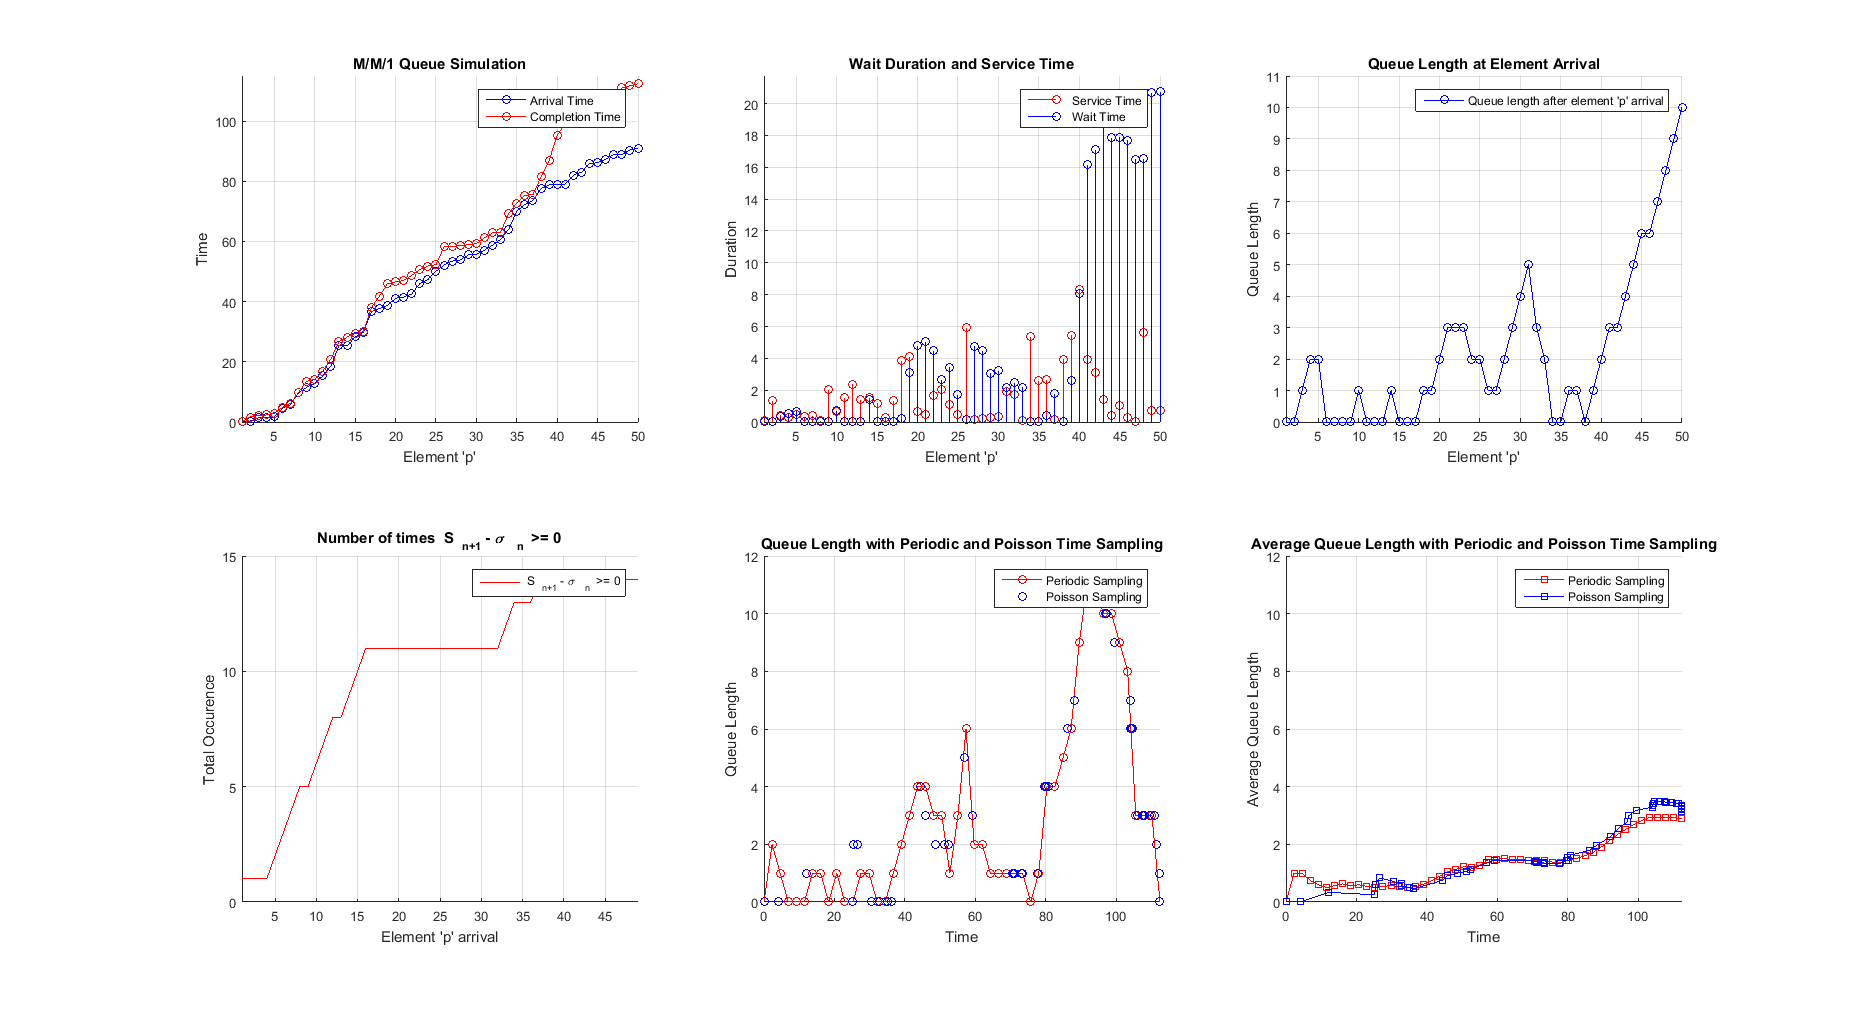 M/M/1 Queue Simulation
Arrival Time
Completion Time
100
80
60
40
20
0
Time
5 10 15 20 25 30 35 40 45 50
Element 'p'
Wait Duration and Service Time
Service Time
Wait Time
20
18
16
14
12
10
8
6
4
2
0
Duration
5 10 15 20 25 30 35 40 45 50
Element 'p'
Queue Length at Element Arrival
Queue length after element 'p' arrival
11
10
9
8
7
6
5
4
3
2
1
0
Queue Length
5 10 15 20 25 30 35 40 45 50
Element 'p'
Number of times S n+1 - σ n >= 0
S n+1 - σ n >= 0
15
10
5
0
Total Occurence
5 10 15 20 25 30 35 40 45
Element 'p' arrival
Queue Length with Periodic and Poisson Time Sampling
Periodic Sampling
Poisson Sampling
12
10
8
6
4
2
0
Queue Length
0 20 40 60 80 100
Time
Average Queue Length with Periodic and Poisson Time Sampling
Periodic Sampling
Poisson Sampling
12
10
8
6
4
2
0
Average Queue Length
0 20 40 60 80 100
Time